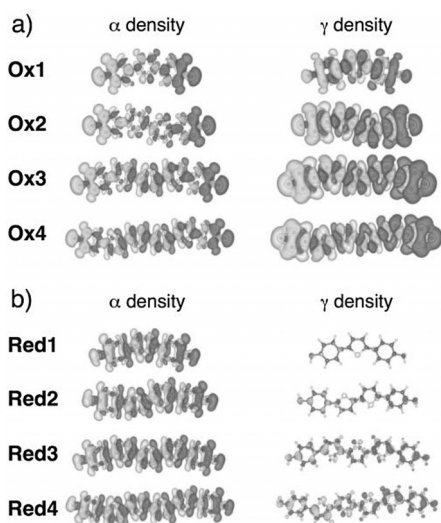 a)
α density γ density
Ox1
Ox2
Ox3
Ox4
b)
α density γ density
Red1
Red2
Red3
Red4